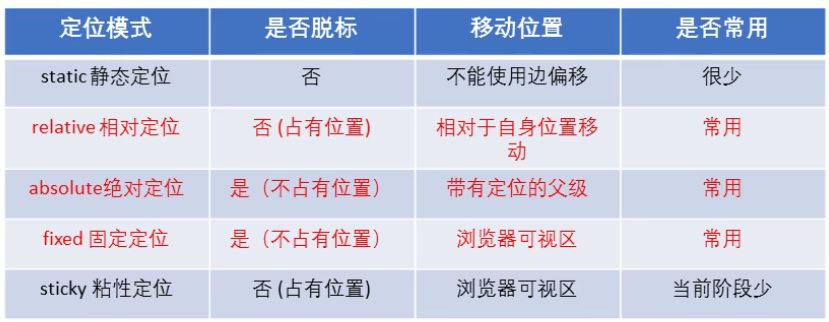 定位模式 是否脱标 移动位置 是否常用
static 静态定位 否 不能使用边偏移 很少
relative 相对定位 否 (占有位置) 相对于自身位置移
动 常用
absolute绝对定位 是（不占有位置） 带有定位的父级 常用
fixed 固定定位 是（不占有位置） 浏览器可视区 常用
sticky 粘性定位 否 (占有位置) 浏览器可视区 当前阶段少